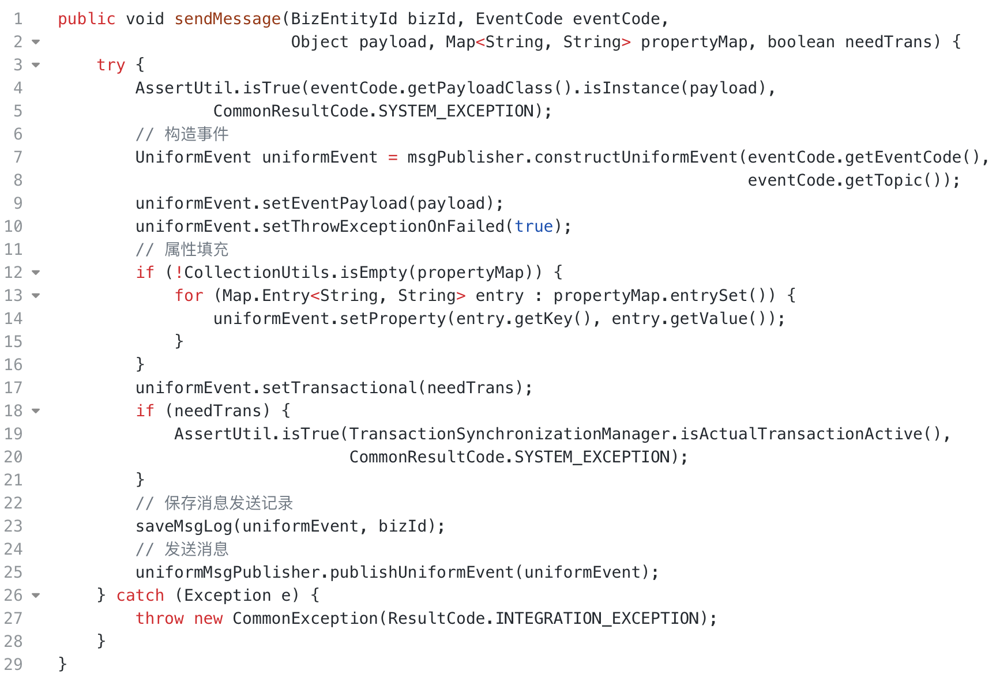 1 public void sendMessage(BizEntityId bizId, EventCode eventCode,
2 Object payload, Map<String, String> propertyMap, boolean needTrans) {
3 try {
4 AssertUtil.isTrue(eventCode.getPayloadClass().isInstance(payload),
5 CommonResultCode.SYSTEM_EXCEPTION);
6 // 构造事件
7 UniformEvent uniformEvent = msgPublisher.constructUniformEvent(eventCode.getEventCode(),
8 eventCode.getTopic());
9 uniformEvent.setEventPayload(payload);
10 uniformEvent.setThrowExceptionOnFailed(true);
11 // 属性填充
12 if (!CollectionUtils.isEmpty(propertyMap)) {
13 for (Map.Entry<String, String> entry : propertyMap.entrySet()) {
14 uniformEvent.setProperty(entry.getKey(), entry.getValue());
15 }
16 }
17 uniformEvent.setTransactional(needTrans);
18 if (needTrans) {
19 AssertUtil.isTrue(TransactionSynchronizationManager.isActualTransactionActive(),
20 CommonResultCode.SYSTEM_EXCEPTION);
21 }
22 // 保存消息发送记录
23 saveMsgLog(uniformEvent, bizId);
24 // 发送消息
25 uniformMsgPublisher.publishUniformEvent(uniformEvent);
26 } catch (Exception e) {
27 throw new CommonException(ResultCode.INTEGRATION_EXCEPTION);
28 }
29 }